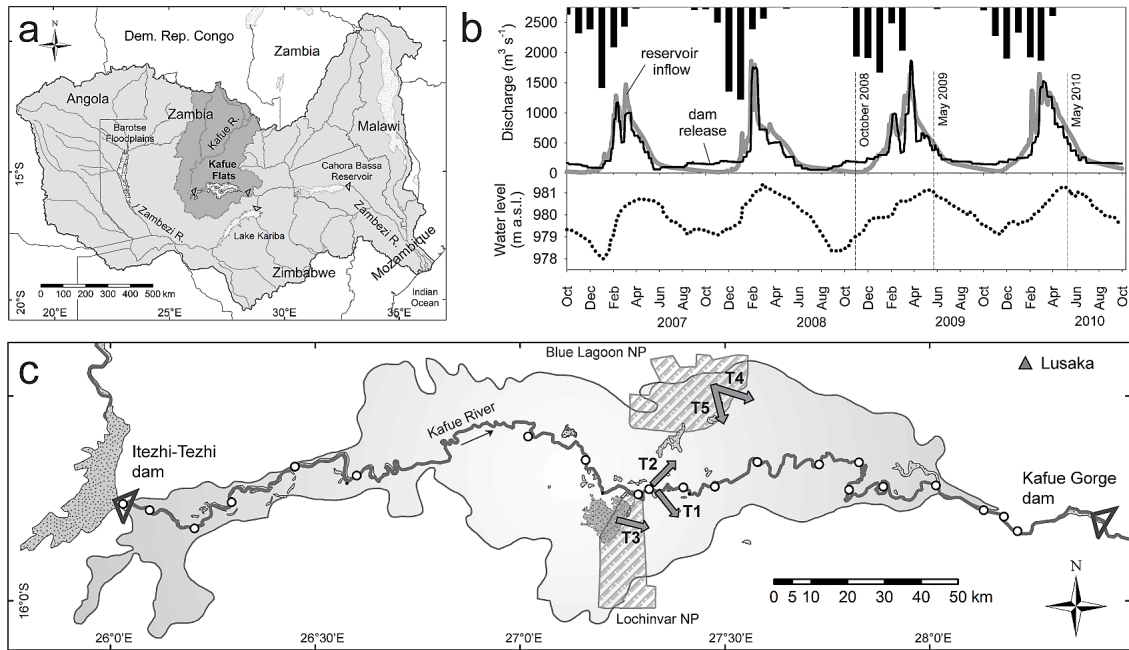 a
N
Dem. Rep. Congo
Zambia
Angola
Zambia
Malawi
Barotse
Floodplains
Kafue R.
Kafue
Flats
Cahora Bassa
Reservoir
Zambezi R.
Zambezi R.
Lake Kariba
Mozambique
Zimbabwe
Indian
Ocean
15°S
20°S
0 100 200 300 400 500 km
20°E 25°E 30°E 35°E
b
Discharge (m³ s⁻¹)
2500
2000
1500
1000
500
0
reservoir
inflow
dam
release
October 2008
May 2009
May 2010
Water level
(m a.s.l.)
981
980
979
978
Oct Dec Feb Apr Jun Aug Oct Dec Feb Apr Jun Aug Oct Dec Feb Apr Jun Aug Oct Dec Feb Apr Jun Aug Oct
2007 2008 2009 2010
c
Blue Lagoon NP
Lusaka
T4
T5
Kafue River
Itezhi-Tezhi
dam
T2
T1
T3
Kafue Gorge
dam
N
0 5 10 20 30 40 50 km
Lochinvar NP
16°0'S
26°0'E 26°30'E 27°0'E 27°30'E 28°0'E